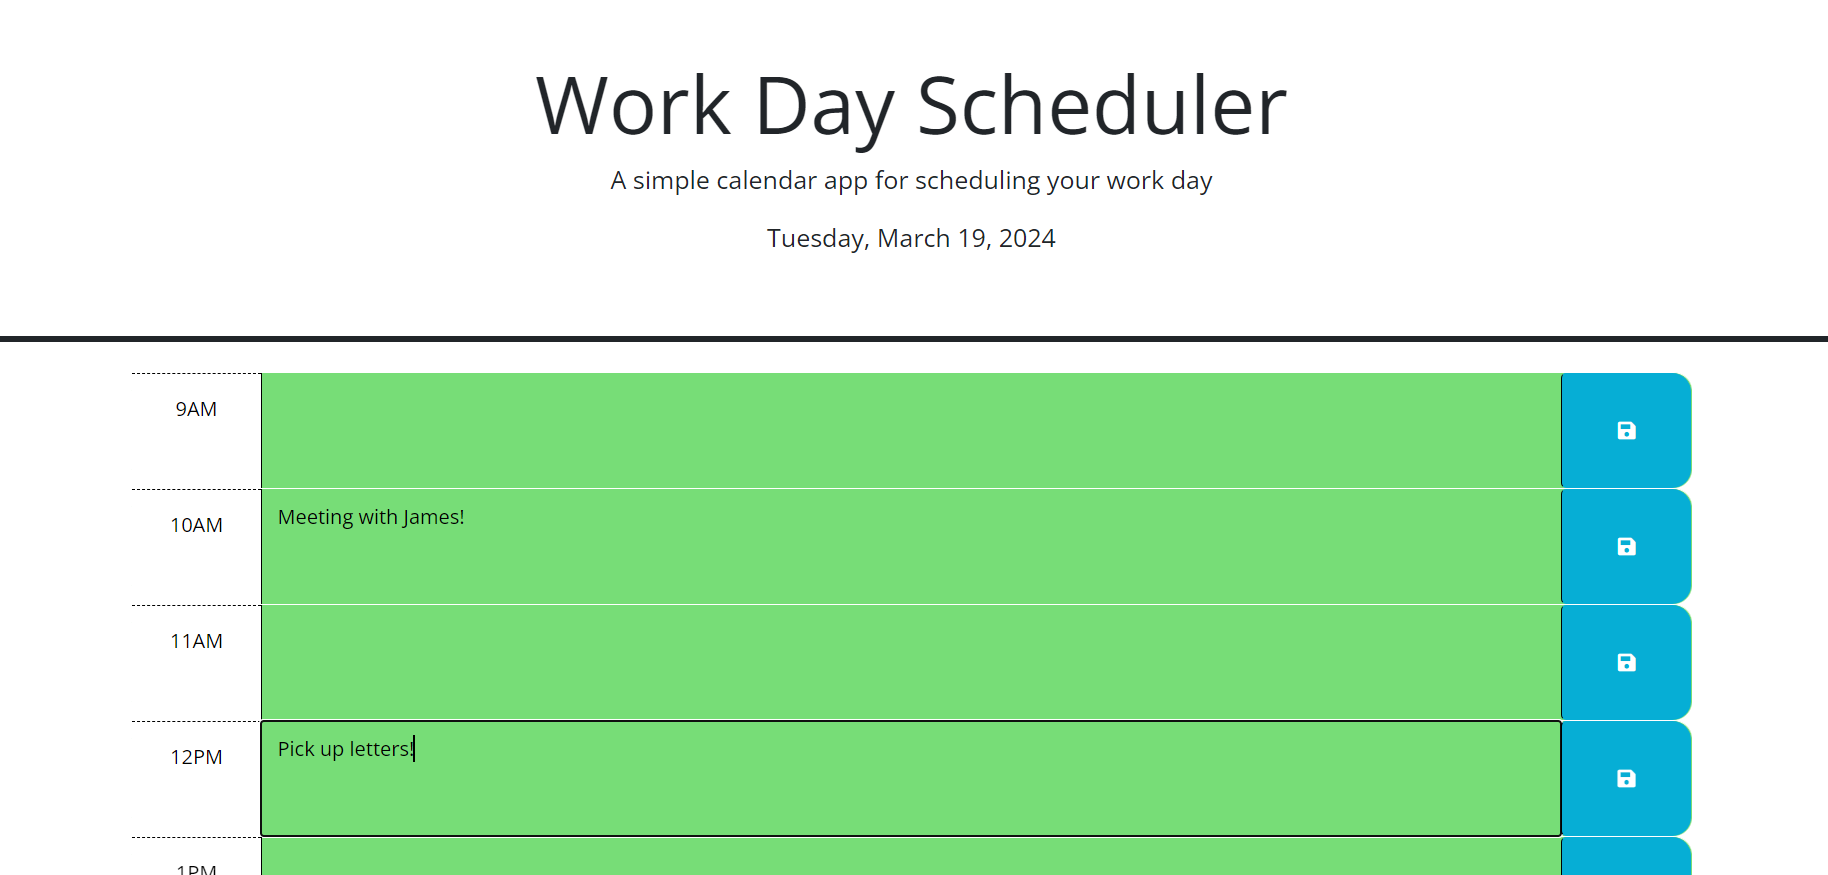 Work Day Scheduler
A simple calendar app for scheduling your work day
Tuesday, March 19, 2024
9AM
10AM
Meeting with James!
11AM
12PM
Pick up letters!
1PM